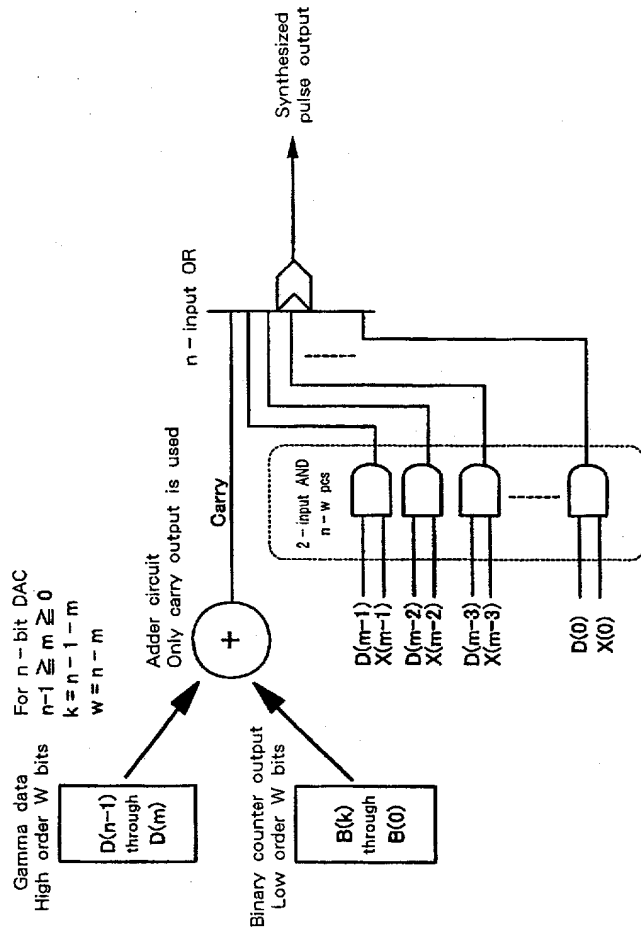 For n-bit DAC
n-1 ≧ m ≧ 0
k = n-1-m
w = n-m
Gamma data
High order W bits
D(n-1)
through
D(m)
Binary counter output
Low order W bits
B(k)
through
B(0)
Adder circuit
Only carry output is used
+
Carry
n-input OR
Synthesized
pulse output
2-input AND
n-w pcs
D(m-1)
X(m-1)
D(m-2)
X(m-2)
D(m-3)
X(m-3)
D(0)
X(0)